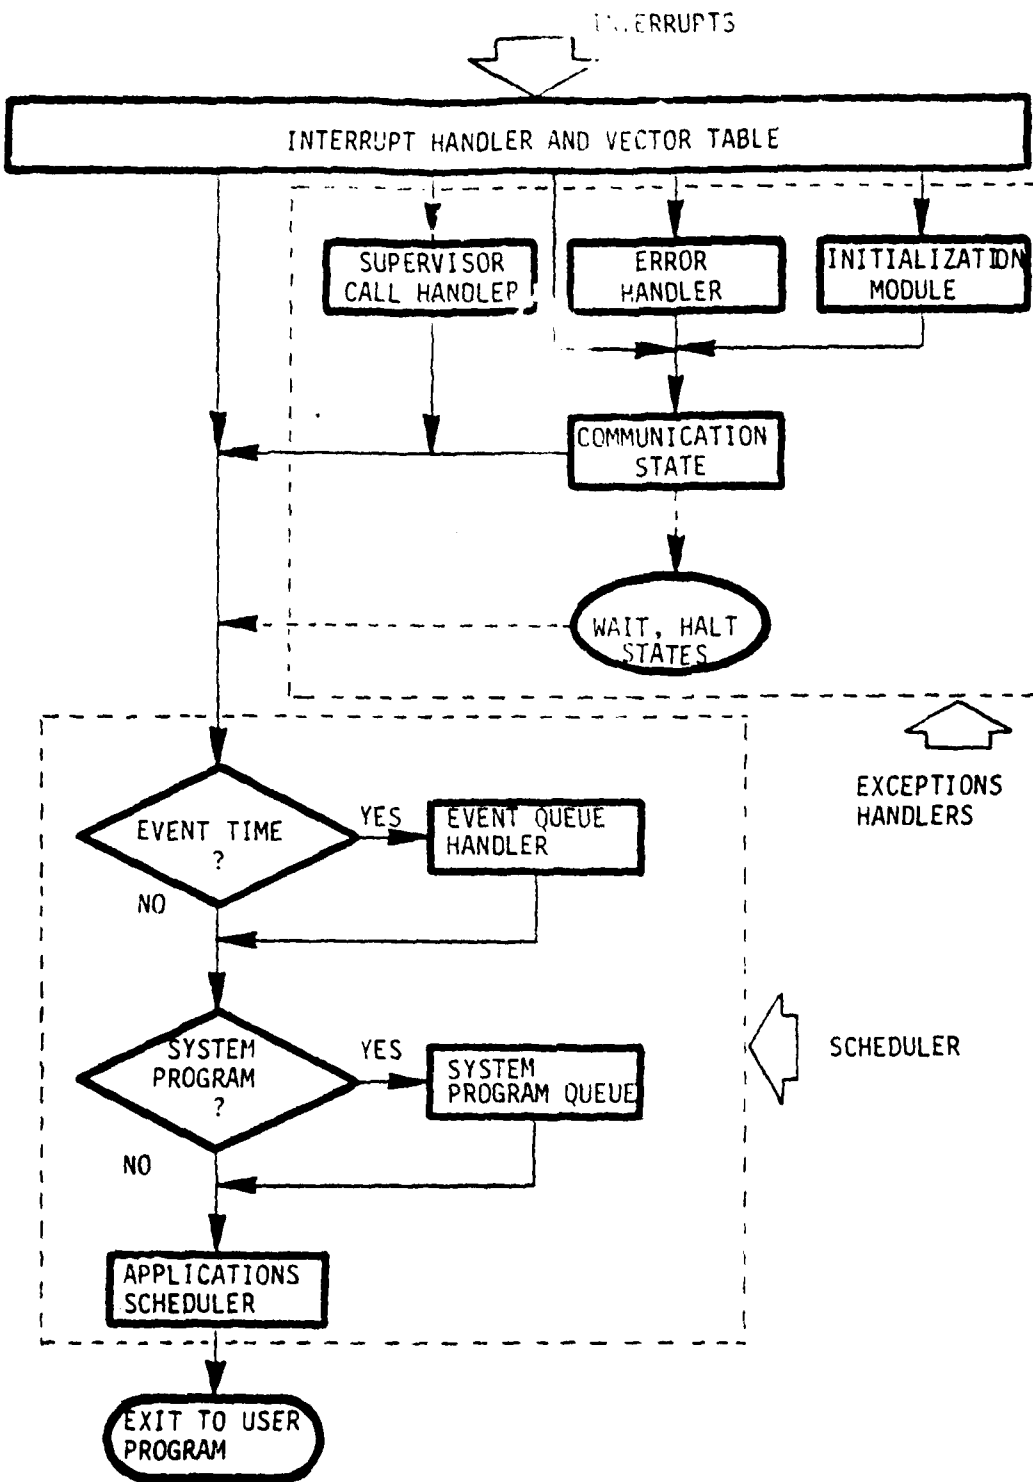 INTERRUPTS
INTERRUPT HANDLER AND VECTOR TABLE
SUPERVISOR
CALL HANDLER
ERROR
HANDLER
INITIALIZATION
MODULE
COMMUNICATION
STATE
WAIT, HALT
STATES
EXCEPTIONS
HANDLERS
EVENT TIME
?
YES
EVENT QUEUE
HANDLER
NO
SYSTEM
PROGRAM
?
YES
SYSTEM
PROGRAM QUEUE
SCHEDULER
NO
APPLICATIONS
SCHEDULER
EXIT TO USER
PROGRAM